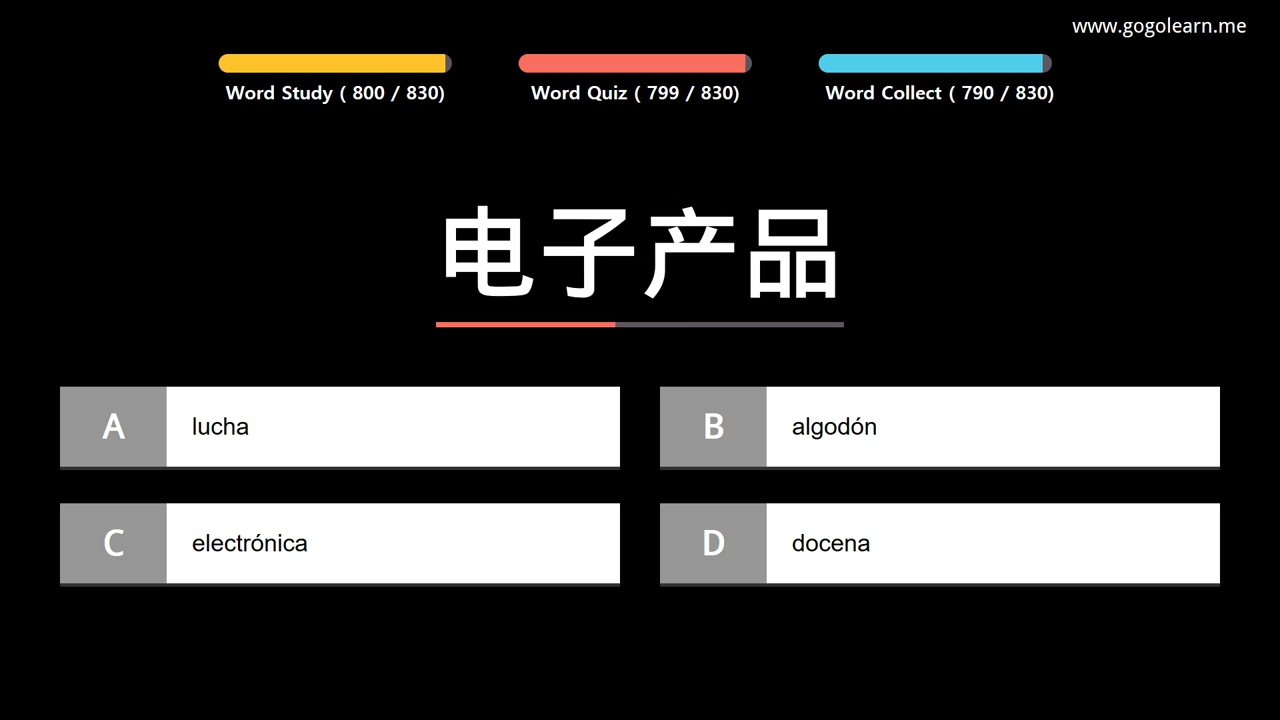 www.gogolearn.me
Word Study ( 800 / 830)
Word Quiz ( 799 / 830)
Word Collect ( 790 / 830)
电子产品
A lucha
B algodón
C electrónica
D docena